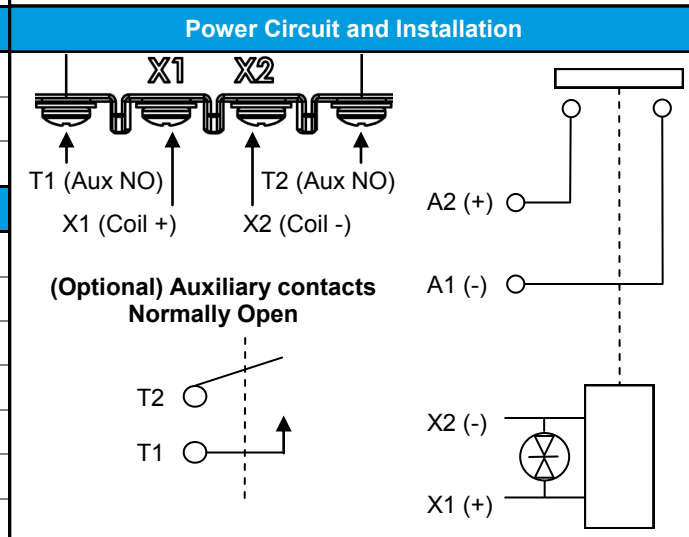 Power Circuit and Installation
X1 X2
T1 (Aux NO) T2 (Aux NO)
X1 (Coil +) X2 (Coil -)
(Optional) Auxiliary contacts
Normally Open
T2
T1
A2 (+)
A1 (-)
X2 (-)
X1 (+)